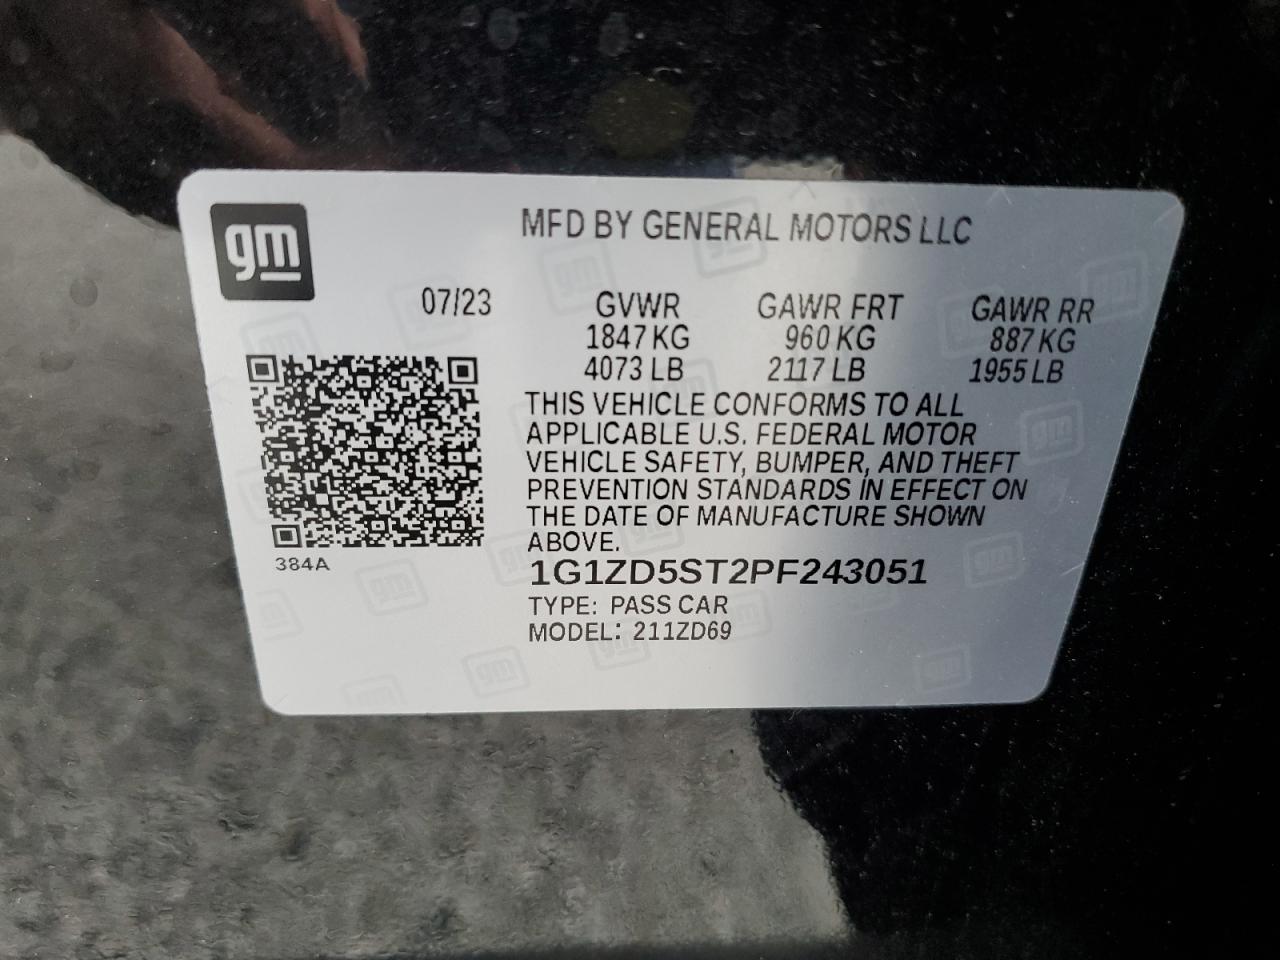 gm
MFD BY GENERAL MOTORS LLC
07/23 GVWR GAWR FRT GAWR RR
1847 KG 960 KG 887 KG
4073 LB 2117 LB 1955 LB
THIS VEHICLE CONFORMS TO ALL
APPLICABLE U.S. FEDERAL MOTOR
VEHICLE SAFETY, BUMPER, AND THEFT
PREVENTION STANDARDS IN EFFECT ON
THE DATE OF MANUFACTURE SHOWN
ABOVE.
384A
1G1ZD5ST2PF243051
TYPE: PASS CAR
MODEL: 211ZD69